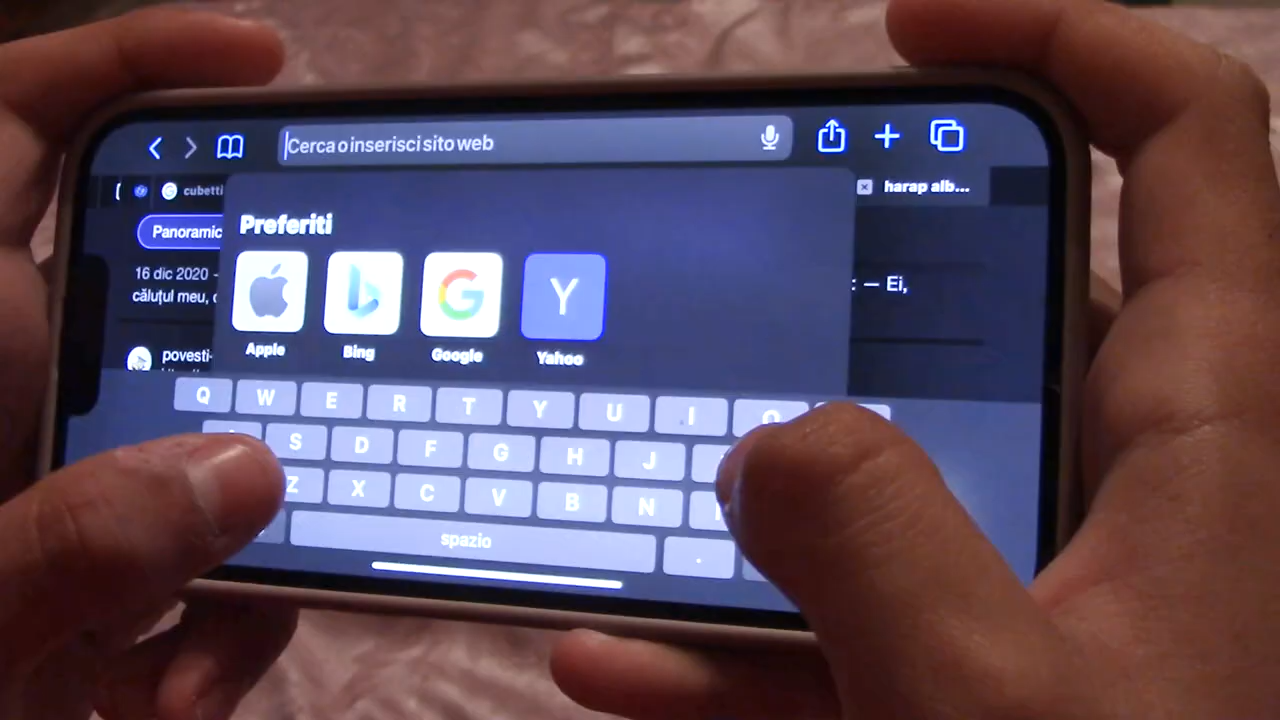 Cerca o inserisci sito web
cubetti
harap alb...
Preferiti
Panoramic
16 dic 2020 -
: — Ei,
căluțul meu,
Apple
Bing
Google
Y
Yahoo
povesti-
Q W E R T Y U I O
S D F G H J
Z X C V B N
spazio
.